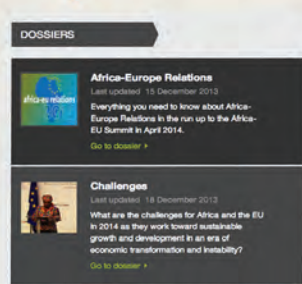 DOSSIERS
africa-eu relations
Africa-Europe Relations
Last updated 15 December 2013
Everything you need to know about Africa-
Europe Relations in the run up to the Africa-
EU Summit in April 2014.
Go to dossier
Challenges
Last updated 18 December 2013
What are the challenges for Africa and the EU
in 2014 as they work toward sustainable
growth and development in an era of
economic transformation and instability?
Go to dossier